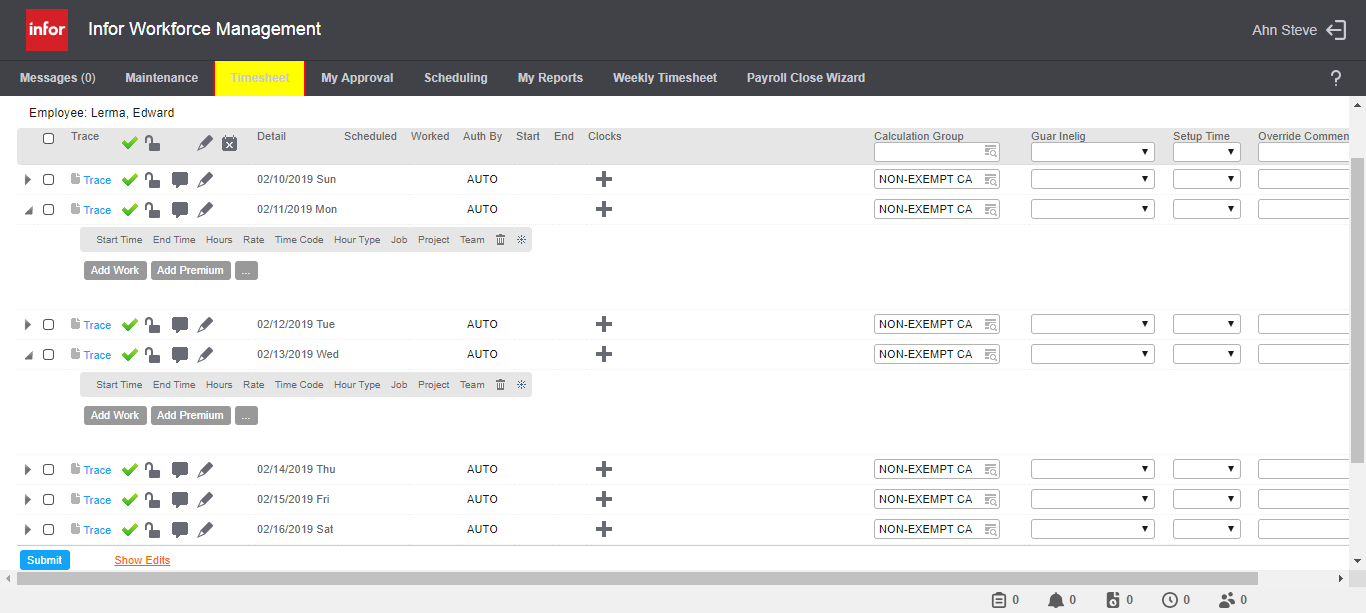 infor Infor Workforce Management Ahn Steve
Messages (0) Maintenance Timesheet My Approval Scheduling My Reports Weekly Timesheet Payroll Close Wizard ?
Employee: Lerma, Edward
Trace Detail Scheduled Worked Auth By Start End Clocks Calculation Group Guar Inelig Setup Time Override Commen
Trace 02/10/2019 Sun AUTO NON-EXEMPT CA
Trace 02/11/2019 Mon AUTO NON-EXEMPT CA
Start Time End Time Hours Rate Time Code Hour Type Job Project Team
Add Work Add Premium ...
Trace 02/12/2019 Tue AUTO NON-EXEMPT CA
Trace 02/13/2019 Wed AUTO NON-EXEMPT CA
Start Time End Time Hours Rate Time Code Hour Type Job Project Team
Add Work Add Premium ...
Trace 02/14/2019 Thu AUTO NON-EXEMPT CA
Trace 02/15/2019 Fri AUTO NON-EXEMPT CA
Trace 02/16/2019 Sat AUTO NON-EXEMPT CA
Submit Show Edits
0 0 0 0 0